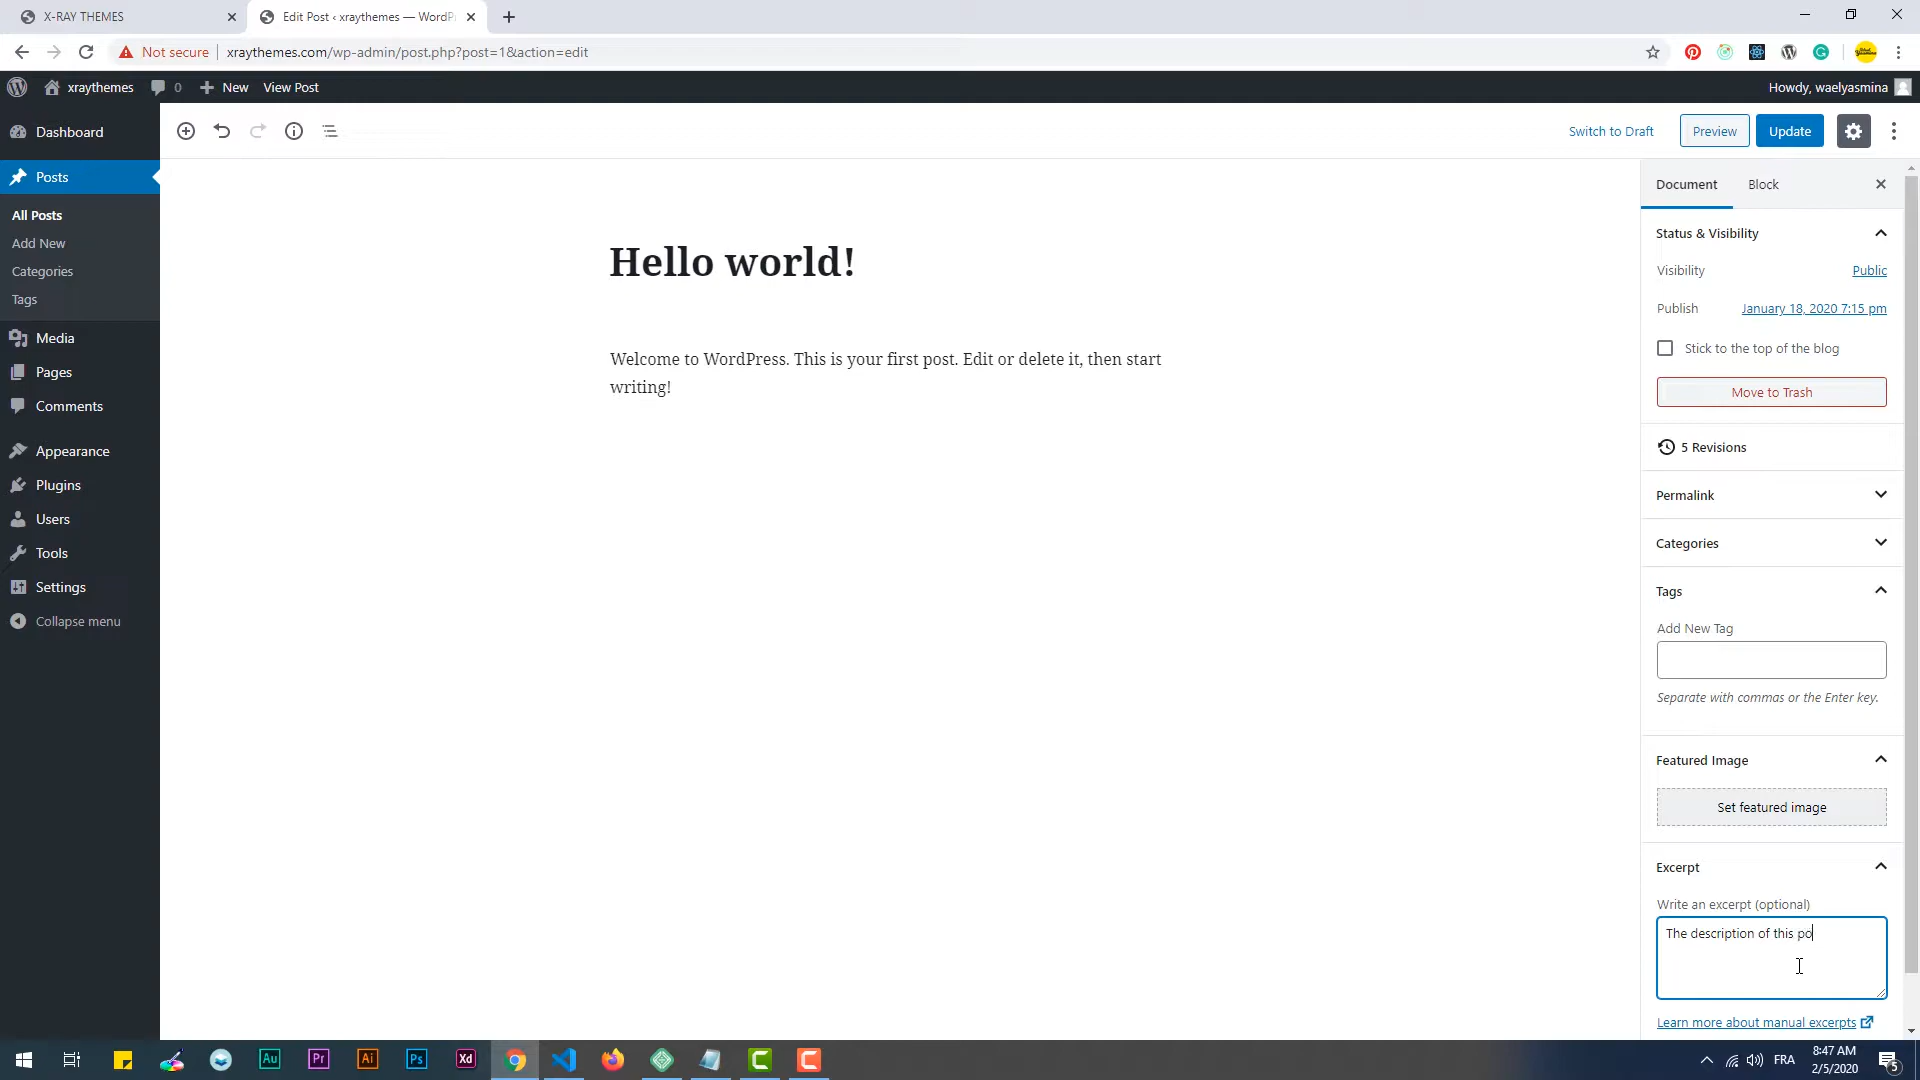 X-RAY THEMES
Edit Post ‹ xraythemes — WordP
Not secure
xraythemes.com/wp-admin/post.php?post=1&action=edit
xraythemes
0
New
View Post
Howdy, waelyasmina
Dashboard
Posts
All Posts
Add New
Categories
Tags
Media
Pages
Comments
Appearance
Plugins
Users
Tools
Settings
Collapse menu
Switch to Draft
Preview
Update
Hello world!
Welcome to WordPress. This is your first post. Edit or delete it, then start
writing!
Document
Block
Status & Visibility
Visibility
Public
Publish
January 18, 2020 7:15 pm
Stick to the top of the blog
Move to Trash
5 Revisions
Permalink
Categories
Tags
Add New Tag
Separate with commas or the Enter key.
Featured Image
Set featured image
Excerpt
Write an excerpt (optional)
The description of this po
Learn more about manual excerpts
Au
Pr
Ai
Ps
Xd
FRA
8:47 AM
2/5/2020
5